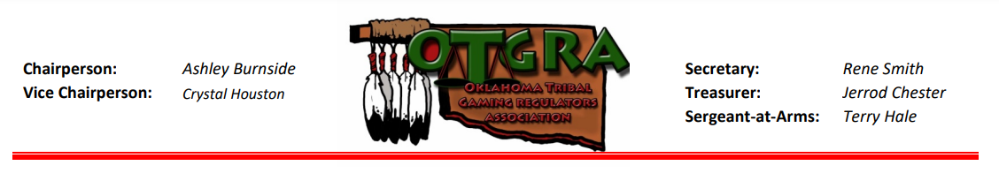 Chairperson: Ashley Burnside
Vice Chairperson: Crystal Houston
OTGRA
OKLAHOMA TRIBAL
GAMING REGULATORS
ASSOCIATION
Secretary: Rene Smith
Treasurer: Jerrod Chester
Sergeant-at-Arms: Terry Hale